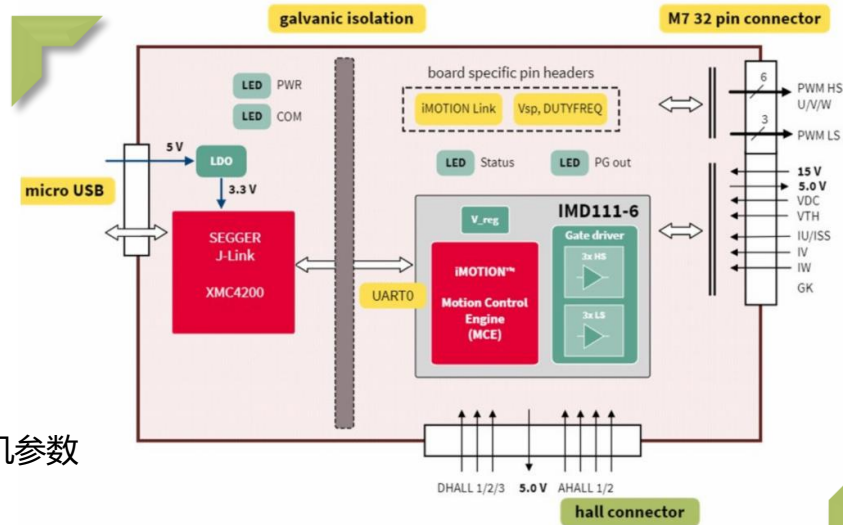 galvanic isolation
M7 32 pin connector
board specific pin headers
LED PWR
LED COM
iMOTION Link
Vsp, DUTYFREQ
6
PWM HS
U/V/W
3
PWM LS
5 V
LDO
3.3 V
LED Status
LED PG out
micro USB
15 V
5.0 V
VDC
VTH
IU/ISS
IV
IW
GK
SEGGER
J-Link
XMC4200
UART0
V_reg
IMD111-6
Gate driver
3x HS
3x LS
iMOTION™
Motion Control
Engine
(MCE)
机参数
DHALL 1/2/3
5.0 V
AHALL 1/2
hall connector